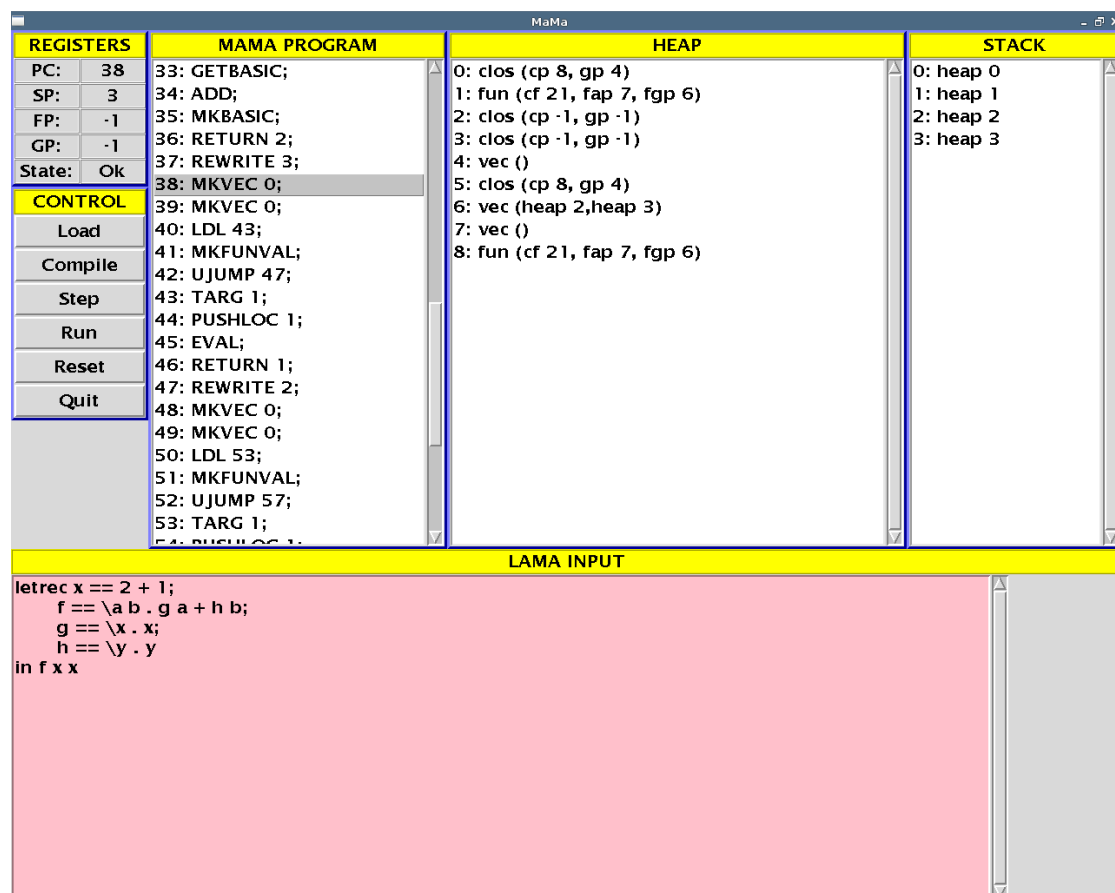 MaMa
REGISTERS
PC: 38
SP: 3
FP: -1
GP: -1
State: Ok
CONTROL
Load
Compile
Step
Run
Reset
Quit
MAMA PROGRAM
33: GETBASIC;
34: ADD;
35: MKBASIC;
36: RETURN 2;
37: REWRITE 3;
38: MKVEC 0;
39: MKVEC 0;
40: LDL 43;
41: MKFUNVAL;
42: UJUMP 47;
43: TARG 1;
44: PUSHLOC 1;
45: EVAL;
46: RETURN 1;
47: REWRITE 2;
48: MKVEC 0;
49: MKVEC 0;
50: LDL 53;
51: MKFUNVAL;
52: UJUMP 57;
53: TARG 1;
54: PUSHLOC 1;
HEAP
0: clos (cp 8, gp 4)
1: fun (cf 21, fap 7, fgp 6)
2: clos (cp -1, gp -1)
3: clos (cp -1, gp -1)
4: vec ()
5: clos (cp 8, gp 4)
6: vec (heap 2,heap 3)
7: vec ()
8: fun (cf 21, fap 7, fgp 6)
STACK
0: heap 0
1: heap 1
2: heap 2
3: heap 3
LAMA INPUT
letrec x == 2 + 1;
f == \a b . g a + h b;
g == \x . x;
h == \y . y
in f x x